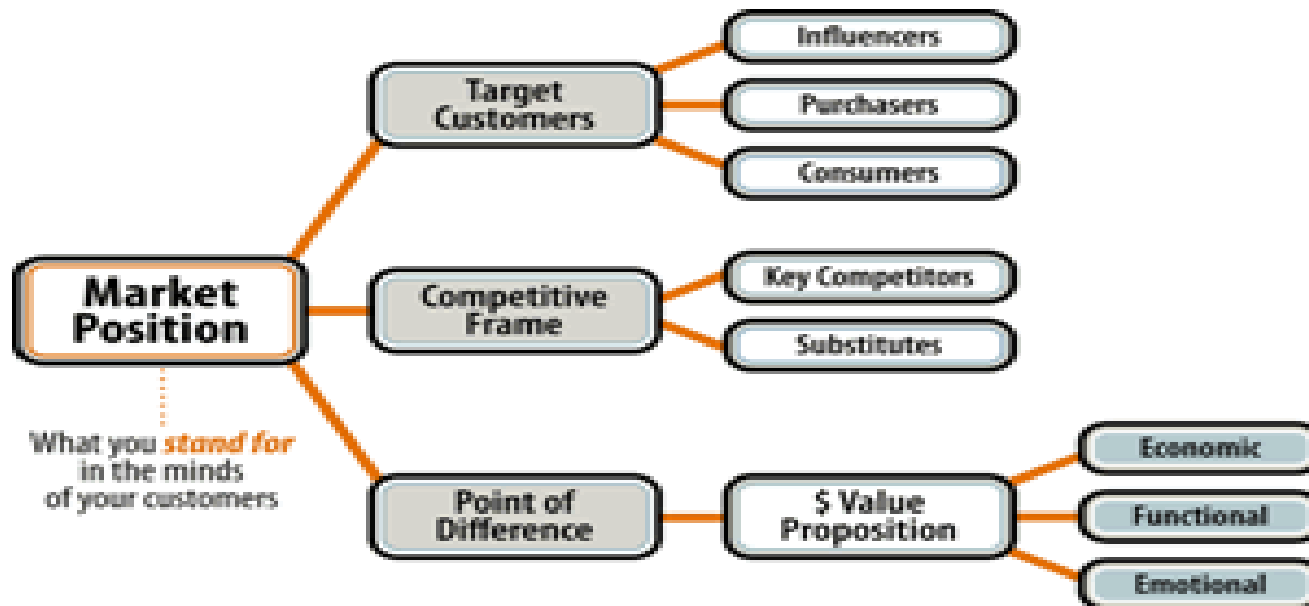 Influencers
Target
Customers
Purchasers
Consumers
Market
Position
Competitive
Frame
Key Competitors
Substitutes
What you stand for
in the minds
of your customers
Point of
Difference
$ Value
Proposition
Economic
Functional
Emotional